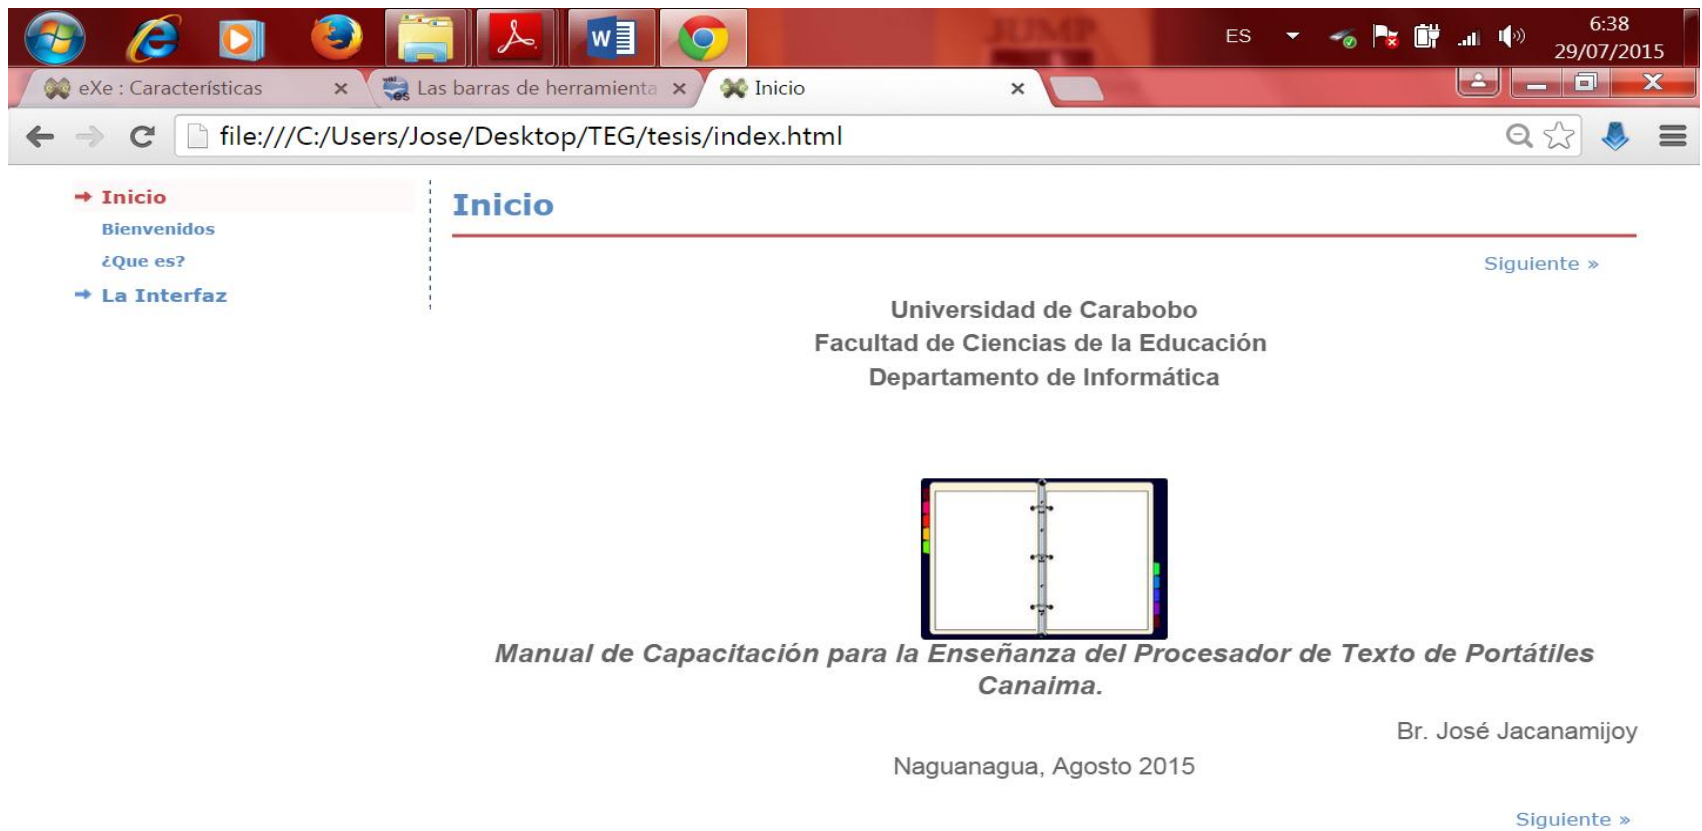 ES
6:38
29/07/2015
eXe : Características
Las barras de herramienta
Inicio
file:///C:/Users/Jose/Desktop/TEG/tesis/index.html
Inicio
Bienvenidos
¿Que es?
La Interfaz
Inicio
Siguiente »
Universidad de Carabobo
Facultad de Ciencias de la Educación
Departamento de Informática
Manual de Capacitación para la Enseñanza del Procesador de Texto de Portátiles
Canaima.
Br. José Jacanamijoy
Naguanagua, Agosto 2015
Siguiente »